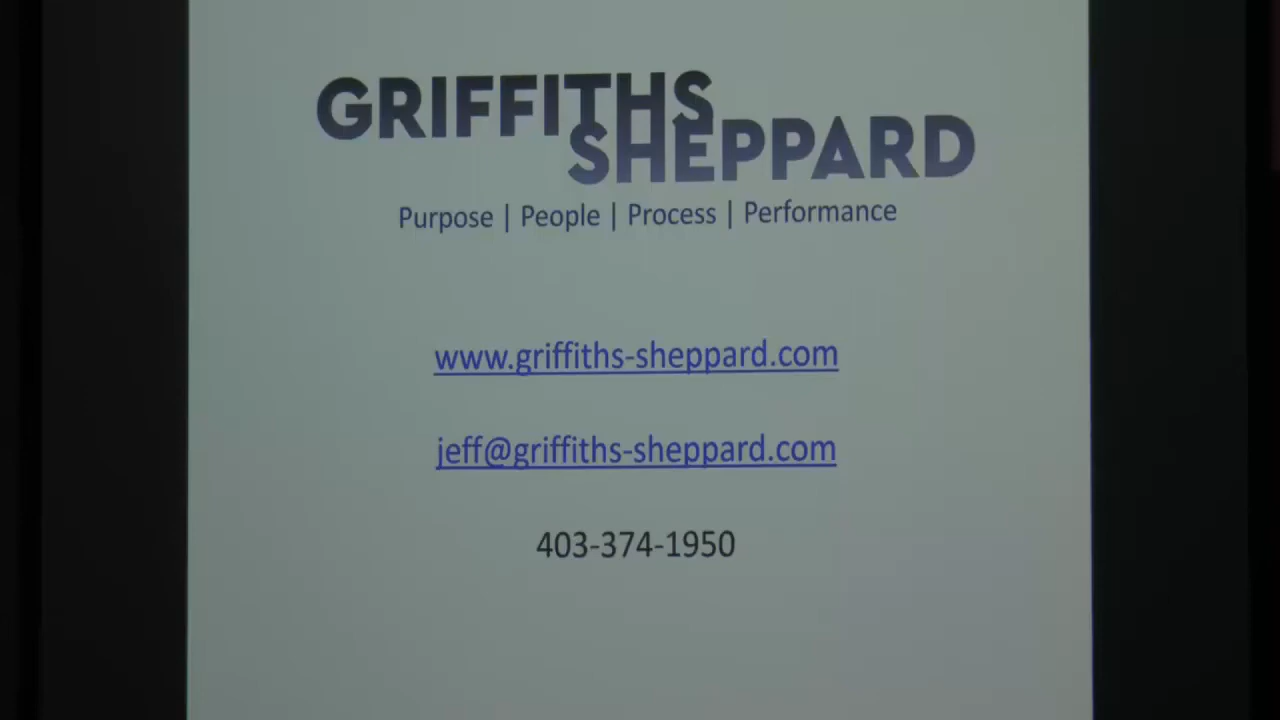 GRIFFITHS
SHEPPARD
Purpose | People | Process | Performance
www.griffiths-sheppard.com
jeff@griffiths-sheppard.com
403-374-1950